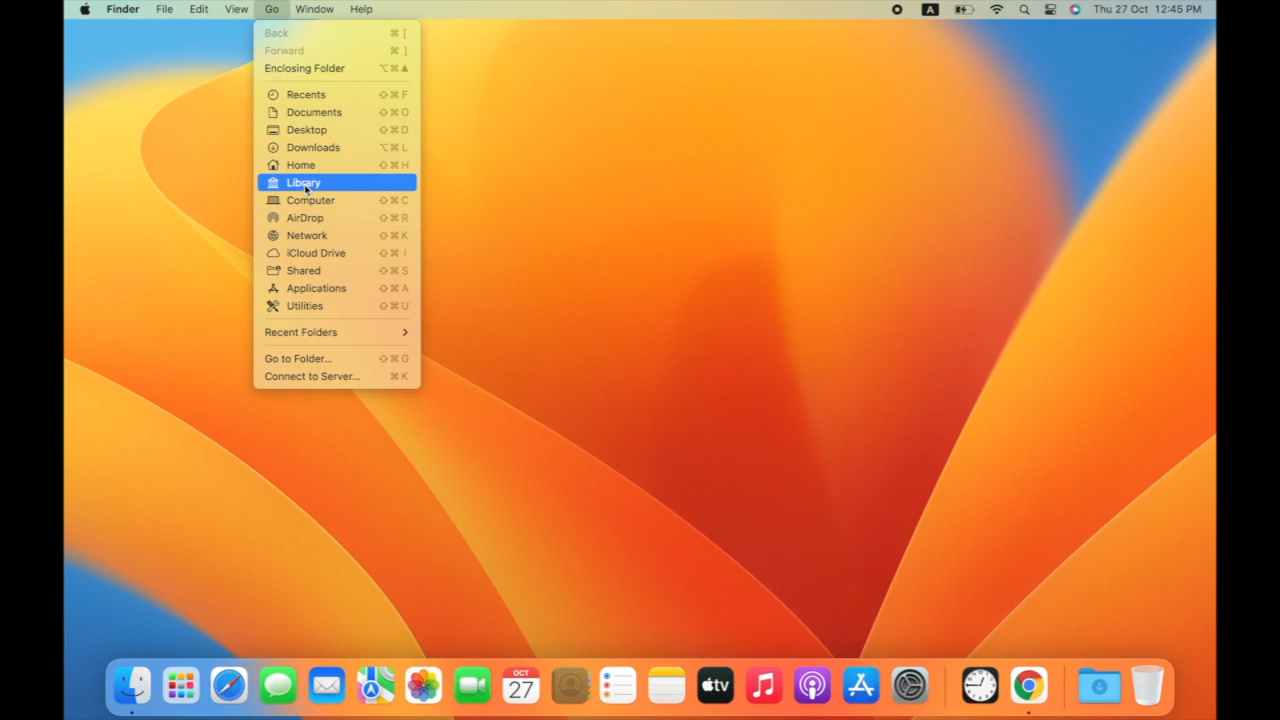 Finder File Edit View Go Window Help A Thu 27 Oct 12:45 PM
Back ⌘ [
Forward ⌘ ]
Enclosing Folder ⌥⌘▲
Recents ⇧⌘F
Documents ⇧⌘O
Desktop ⇧⌘D
Downloads ⌥⌘L
Home ⇧⌘H
Library
Computer ⇧⌘C
AirDrop ⇧⌘R
Network ⇧⌘K
iCloud Drive ⇧⌘I
Shared ⇧⌘S
Applications ⇧⌘A
Utilities ⇧⌘U
Recent Folders >
Go to Folder... ⇧⌘G
Connect to Server... ⌘K
OCT
27
tv